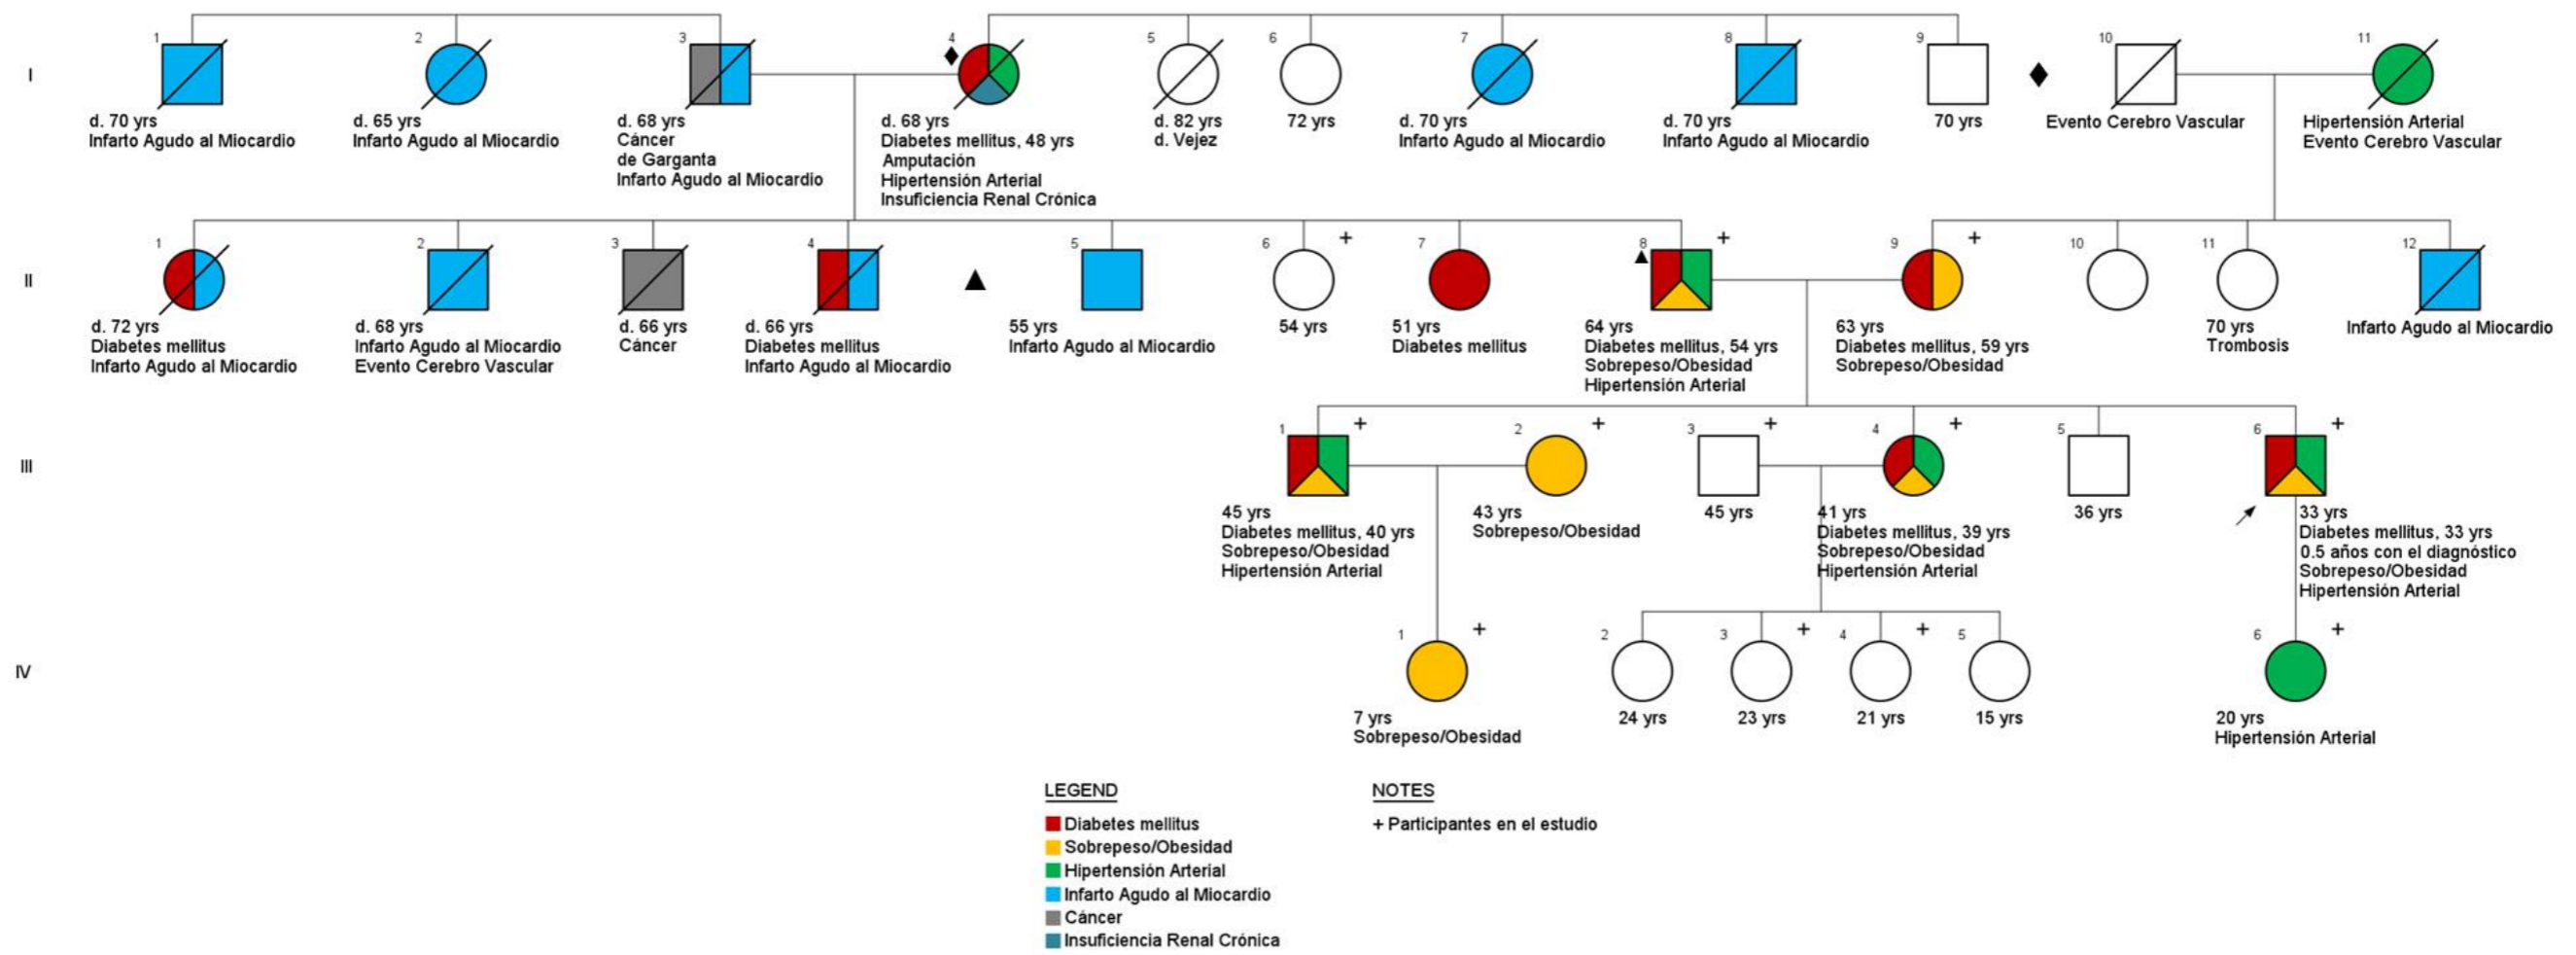 1
2
3
4
5
6
7
8
9
10
11
I
d. 70 yrs
Infarto Agudo al Miocardio
d. 65 yrs
Infarto Agudo al Miocardio
d. 68 yrs
Cáncer
de Garganta
Infarto Agudo al Miocardio
d. 68 yrs
Diabetes mellitus, 48 yrs
Amputación
Hipertensión Arterial
Insuficiencia Renal Crónica
d. 82 yrs
d. Vejez
72 yrs
d. 70 yrs
Infarto Agudo al Miocardio
d. 70 yrs
Infarto Agudo al Miocardio
70 yrs
Evento Cerebro Vascular
Hipertensión Arterial
Evento Cerebro Vascular
1
2
3
4
5
6
+
7
8
+
9
+
10
11
12
II
d. 72 yrs
Diabetes mellitus
Infarto Agudo al Miocardio
d. 68 yrs
Infarto Agudo al Miocardio
Evento Cerebro Vascular
d. 66 yrs
Cáncer
d. 66 yrs
Diabetes mellitus
Infarto Agudo al Miocardio
55 yrs
Infarto Agudo al Miocardio
54 yrs
51 yrs
Diabetes mellitus
64 yrs
Diabetes mellitus, 54 yrs
Sobrepeso/Obesidad
Hipertensión Arterial
63 yrs
Diabetes mellitus, 59 yrs
Sobrepeso/Obesidad
70 yrs
Trombosis
Infarto Agudo al Miocardio
1
+
2
+
3
+
4
+
5
6
+
III
45 yrs
Diabetes mellitus, 40 yrs
Sobrepeso/Obesidad
Hipertensión Arterial
43 yrs
Sobrepeso/Obesidad
45 yrs
41 yrs
Diabetes mellitus, 39 yrs
Sobrepeso/Obesidad
Hipertensión Arterial
36 yrs
33 yrs
Diabetes mellitus, 33 yrs
0.5 años con el diagnóstico
Sobrepeso/Obesidad
Hipertensión Arterial
1
+
2
3
+
4
+
5
6
+
IV
7 yrs
Sobrepeso/Obesidad
24 yrs
23 yrs
21 yrs
15 yrs
20 yrs
Hipertensión Arterial
LEGEND
Diabetes mellitus
Sobrepeso/Obesidad
Hipertensión Arterial
Infarto Agudo al Miocardio
Cáncer
Insuficiencia Renal Crónica
NOTES
+ Participantes en el estudio